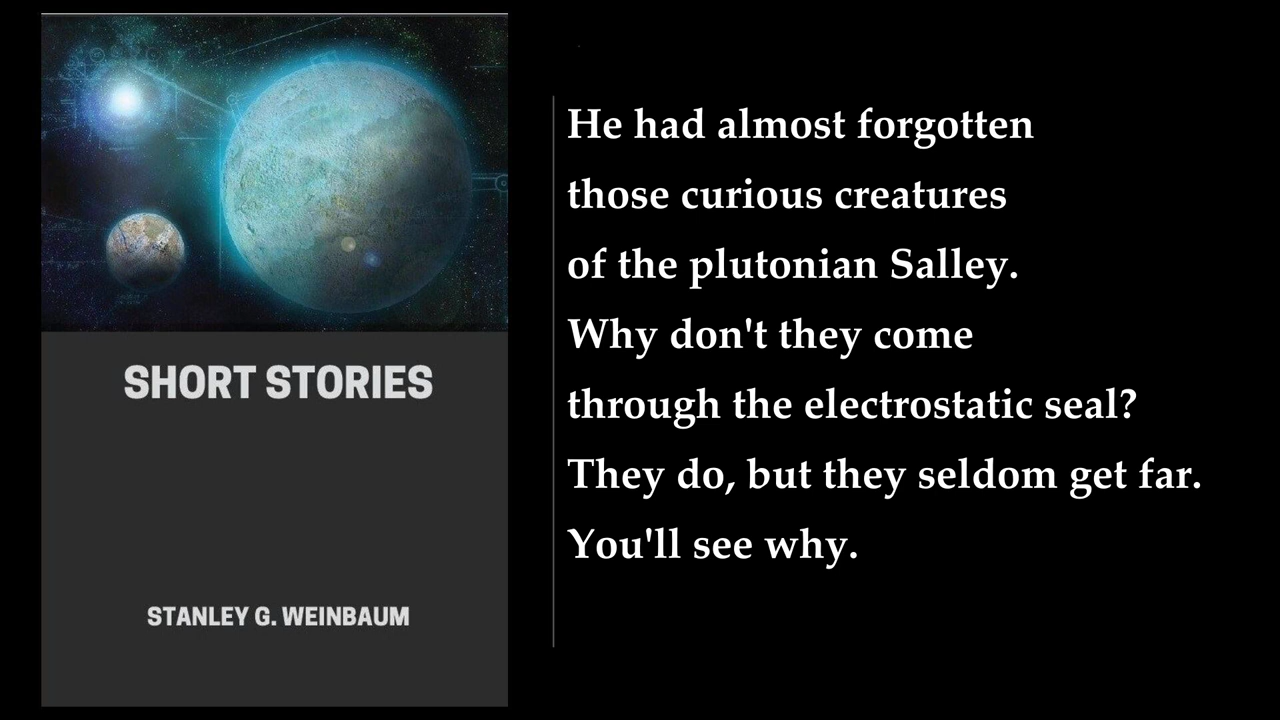 SHORT STORIES
STANLEY G. WEINBAUM
He had almost forgotten
those curious creatures
of the plutonian Salley.
Why don't they come
through the electrostatic seal?
They do, but they seldom get far.
You'll see why.